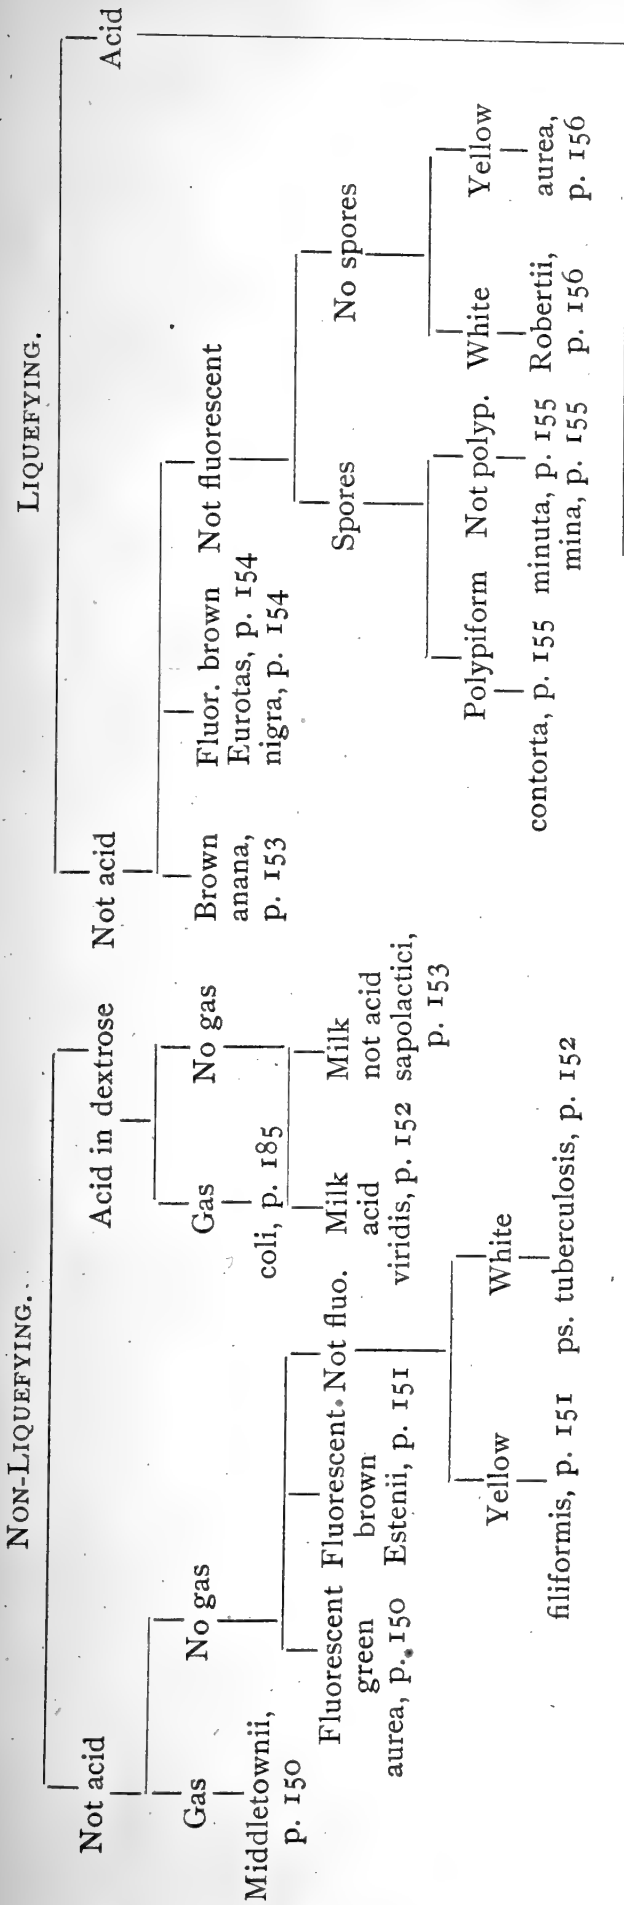 NON-LIQUEFYING.
Not acid
Acid in dextrose
Gas
No gas
Gas
No gas
Middletownii,
p. 150
coli, p. 185
Fluorescent
green
aurea, p. 150
Fluorescent
brown
Estenii, p. 151
Not fluo.
Milk
acid
viridis, p. 152
Milk
not acid
sapolactici,
p. 153
Yellow
White
filiformis, p. 151
ps. tuberculosis, p. 152
LIQUEFYING.
Not acid
Acid
Brown
anana,
p. 153
Fluor. brown
Eurotas, p. 154
nigra, p. 154
Not fluorescent
Spores
No spores
Polypiform
Not polyp.
White
Yellow
contorta, p. 155
minuta, p. 155
mina, p. 155
Robertii,
p. 156
aurea,
p. 156